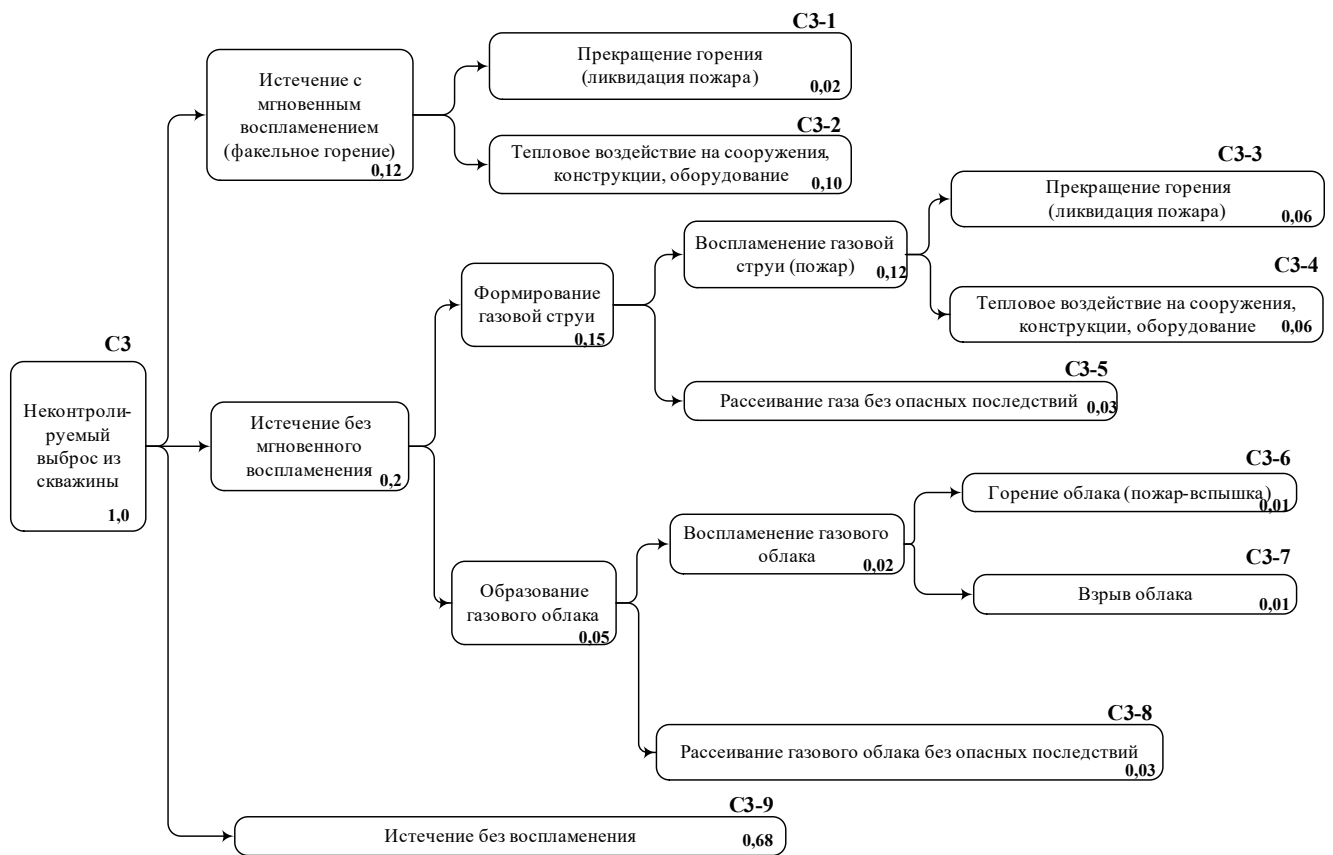 С3-1
Прекращение горения
(ликвидация пожара)
0,02
Истечение с
мгновенным
воспламенением
(факельное горение)
0,12
С3-2
Тепловое воздействие на сооружения,
конструкции, оборудование
0,10
С3-3
Прекращение горения
(ликвидация пожара)
0,06
Воспламенение газовой
струи (пожар)
0,12
С3-4
Тепловое воздействие на сооружения,
конструкции, оборудование
0,06
Формирование
газовой струи
0,15
С3
Неконтроли-
руемый
выброс из
скважины
1,0
С3-5
Рассеивание газа без опасных последствий
0,03
Истечение без
мгновенного
воспламенения
0,2
С3-6
Горение облака (пожар-вспышка)
0,01
Воспламенение газового
облака
0,02
С3-7
Взрыв облака
0,01
Образование
газового облака
0,05
С3-8
Рассеивание газового облака без опасных последствий
0,03
С3-9
Истечение без воспламенения
0,68